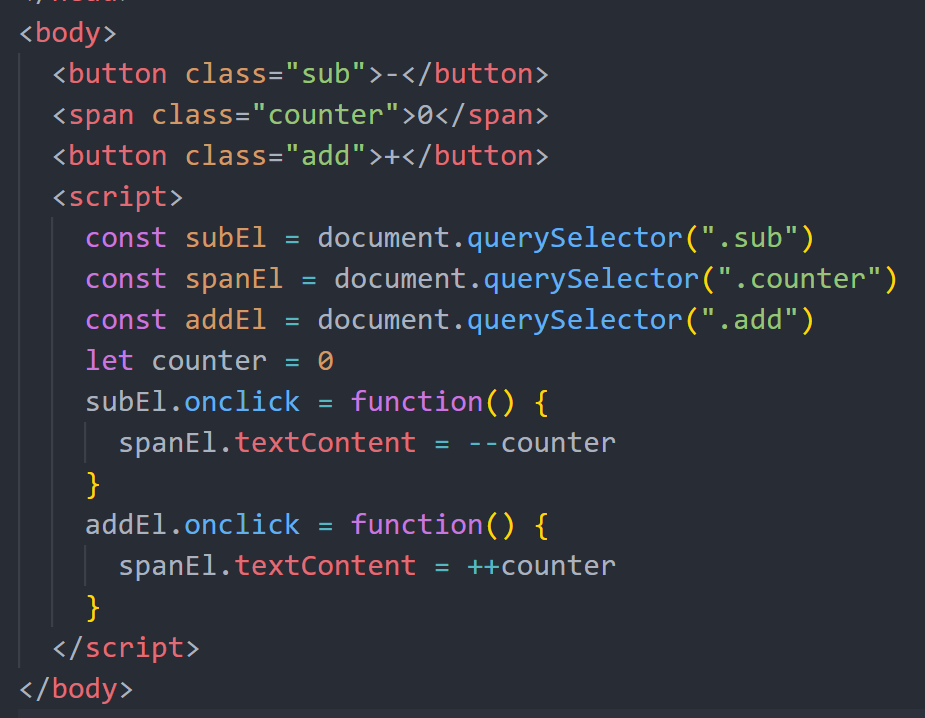 <body>
<button class="sub">-</button>
<span class="counter">0</span>
<button class="add">+</button>
<script>
const subEl = document.querySelector(".sub")
const spanEl = document.querySelector(".counter")
const addEl = document.querySelector(".add")
let counter = 0
subEl.onclick = function() {
spanEl.textContent = --counter
}
addEl.onclick = function() {
spanEl.textContent = ++counter
}
</script>
</body>